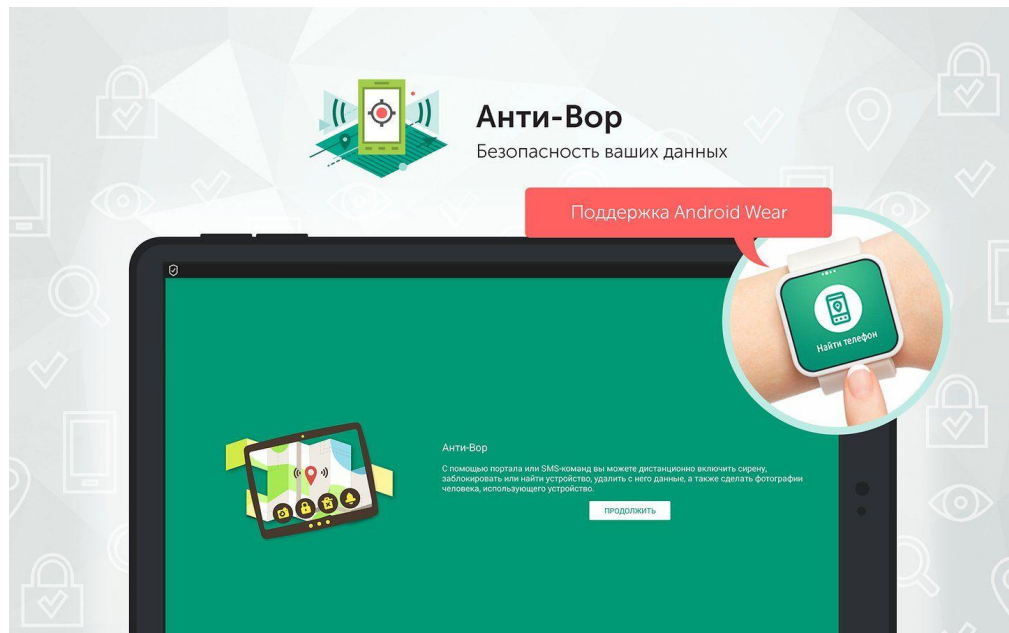 Анти-Вор
Безопасность ваших данных
Поддержка Android Wear
Найти телефон
Анти-Вор
С помощью портала или SMS-команд вы можете дистанционно включить сирену,
заблокировать или найти устройство, удалить с него данные, а также сделать фотографии
человека, использующего устройство.
ПРОДОЛЖИТЬ